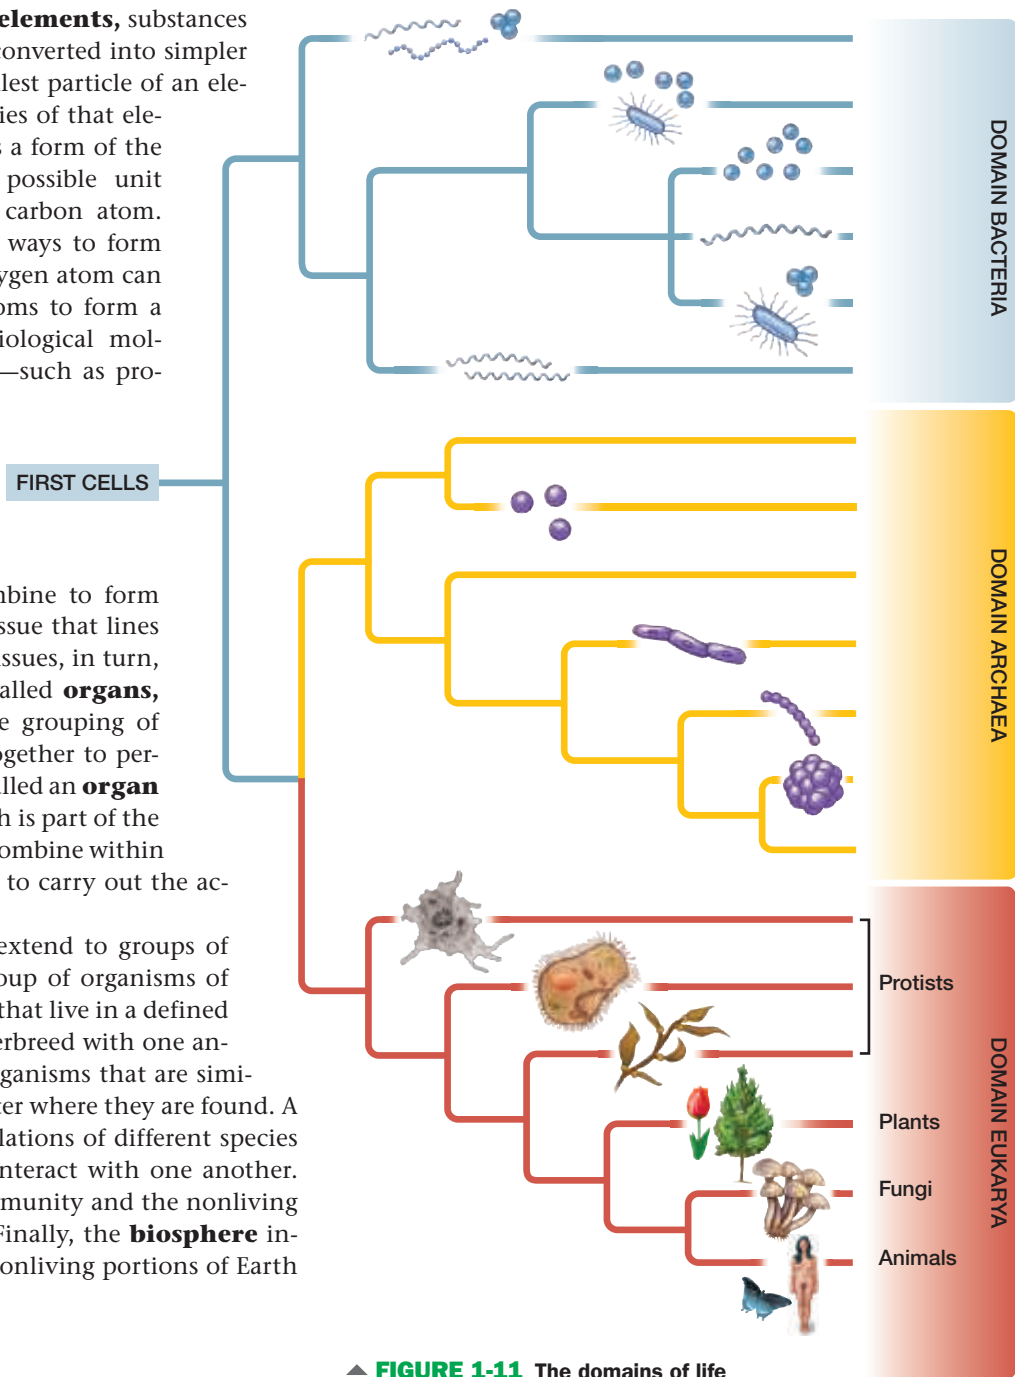 elements, substances
converted into simpler
llest particle of an ele-
ies of that ele-
s a form of the
possible unit
carbon atom.
ways to form
ygen atom can
oms to form a
iological mol-
—such as pro-
FIRST CELLS
mbine to form
issue that lines
issues, in turn,
alled organs,
e grouping of
ogether to per-
alled an organ
h is part of the
ombine within
to carry out the ac-
extend to groups of
oup of organisms of
that live in a defined
erbreed with one an-
ganisms that are simi-
ter where they are found. A
lations of different species
nteract with one another.
munity and the nonliving
Finally, the biosphere in-
onliving portions of Earth
DOMAIN BACTERIA
DOMAIN ARCHAEA
DOMAIN EUKARYA
Protists
Plants
Fungi
Animals
FIGURE 1-11 The domains of life